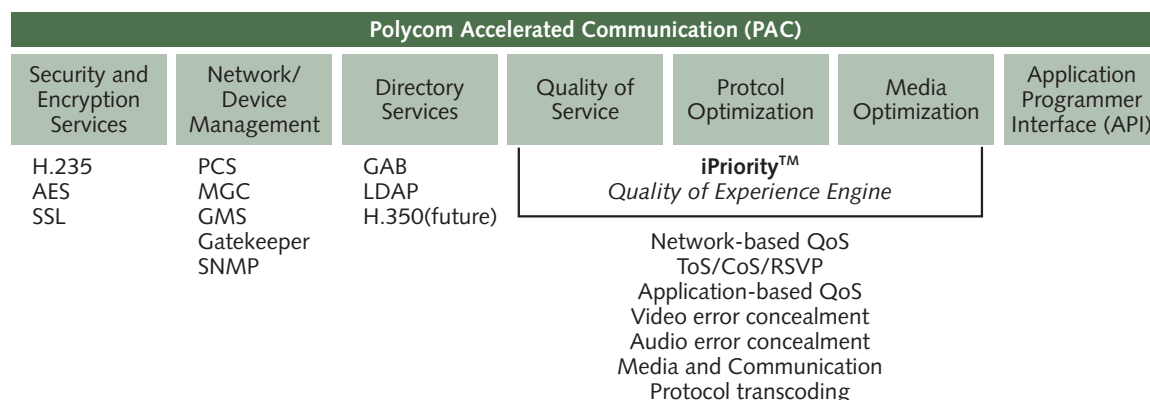 Polycom Accelerated Communication (PAC)
Security and
Encryption
Services
Network/
Device
Management
Directory
Services
Quality of
Service
Protcol
Optimization
Media
Optimization
Application
Programmer
Interface (API)
H.235
AES
SSL
PCS
MGC
GMS
Gatekeeper
SNMP
GAB
LDAP
H.350(future)
iPriority™
Quality of Experience Engine
Network-based QoS
ToS/CoS/RSVP
Application-based QoS
Video error concealment
Audio error concealment
Media and Communication
Protocol transcoding